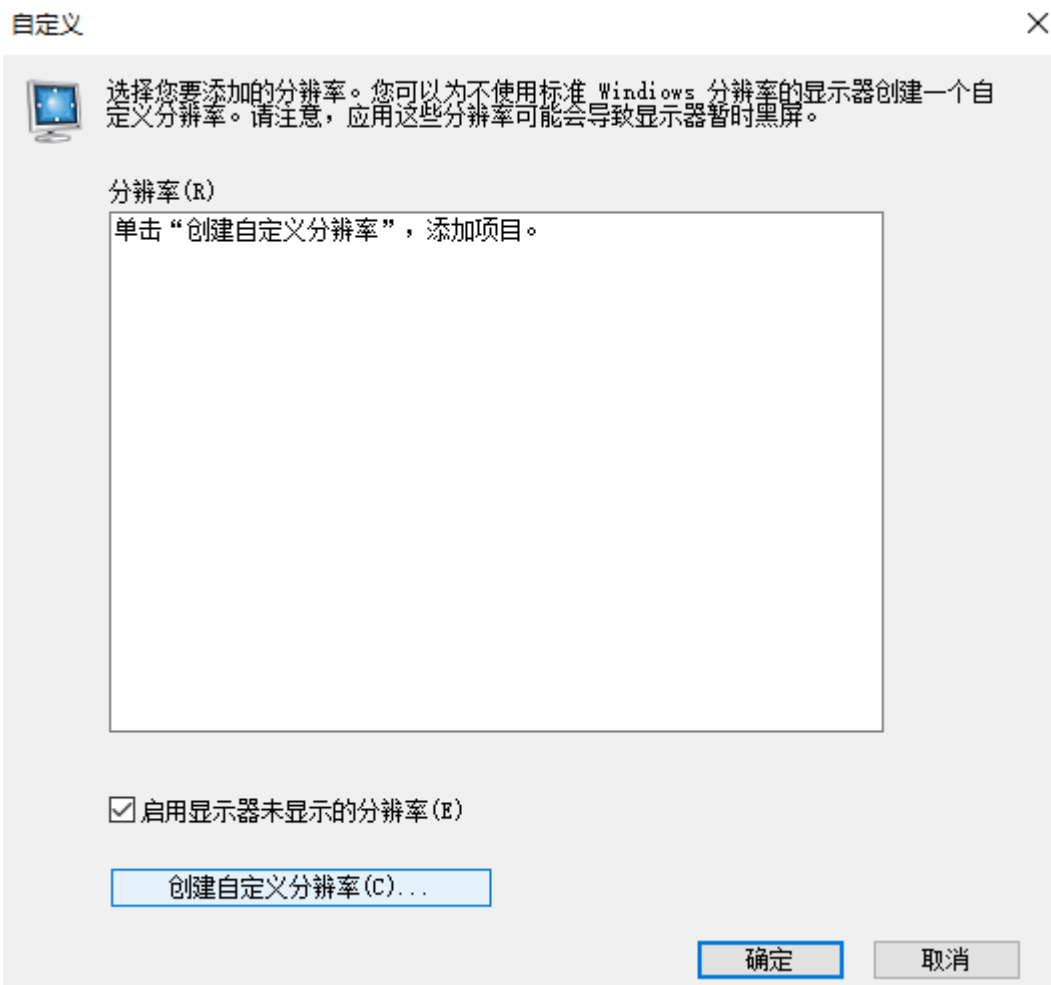 自定义
选择您要添加的分辨率。您可以为不使用标准 Windiows 分辨率的显示器创建一个自
定义分辨率。请注意，应用这些分辨率可能会导致显示器暂时黑屏。
分辨率(R)
单击“创建自定义分辨率”，添加项目。
启用显示器未显示的分辨率(E)
创建自定义分辨率(C)...
确定
取消